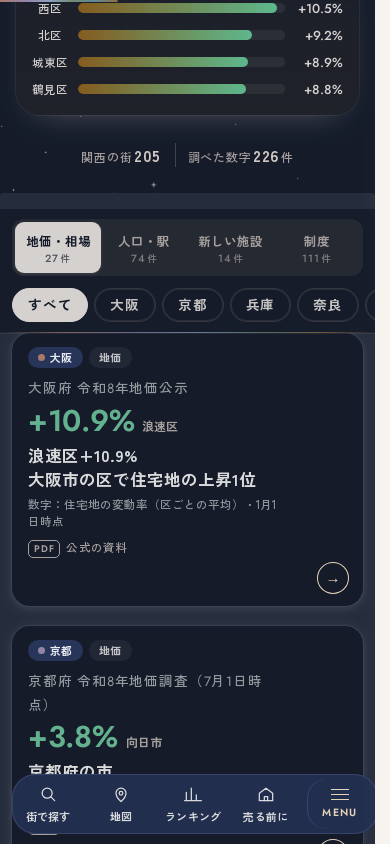 西区 +10.5%
北区 +9.2%
城東区 +8.9%
鶴見区 +8.8%
関西の街 205 調べた数字 226 件
地価・相場 人口・駅 新しい施設 制度
27 件 74 件 14 件 111 件
すべて 大阪 京都 兵庫 奈良
大阪 地価
大阪府 令和8年地価公示
+10.9% 浪速区
浪速区+10.9%
大阪市の区で住宅地の上昇1位
数字：住宅地の変動率（区ごとの平均）・1月1
日時点
PDF 公式の資料
→
京都 地価
京都府 令和8年地価調査（7月1日時
点）
+3.8% 向日市
京都府の市
街で探す 地図 ランキング 売る前に MENU